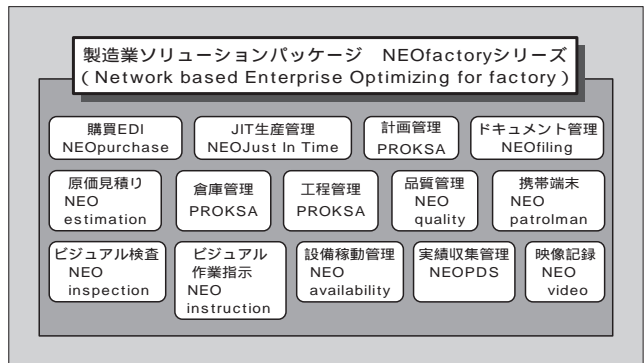 製造業ソリューションパッケージ　NEOfactoryシリーズ
（Network based Enterprise Optimizing for factory）
購買EDI
NEOpurchase
JIT生産管理
NEOJust In Time
計画管理
PROKSA
ドキュメント管理
NEOfiling
原価見積り
NEO
estimation
倉庫管理
PROKSA
工程管理
PROKSA
品質管理
NEO
quality
携帯端末
NEO
patrolman
ビジュアル検査
NEO
inspection
ビジュアル
作業指示
NEO
instruction
設備稼動管理
NEO
availability
実績収集管理
NEOPDS
映像記録
NEO
video